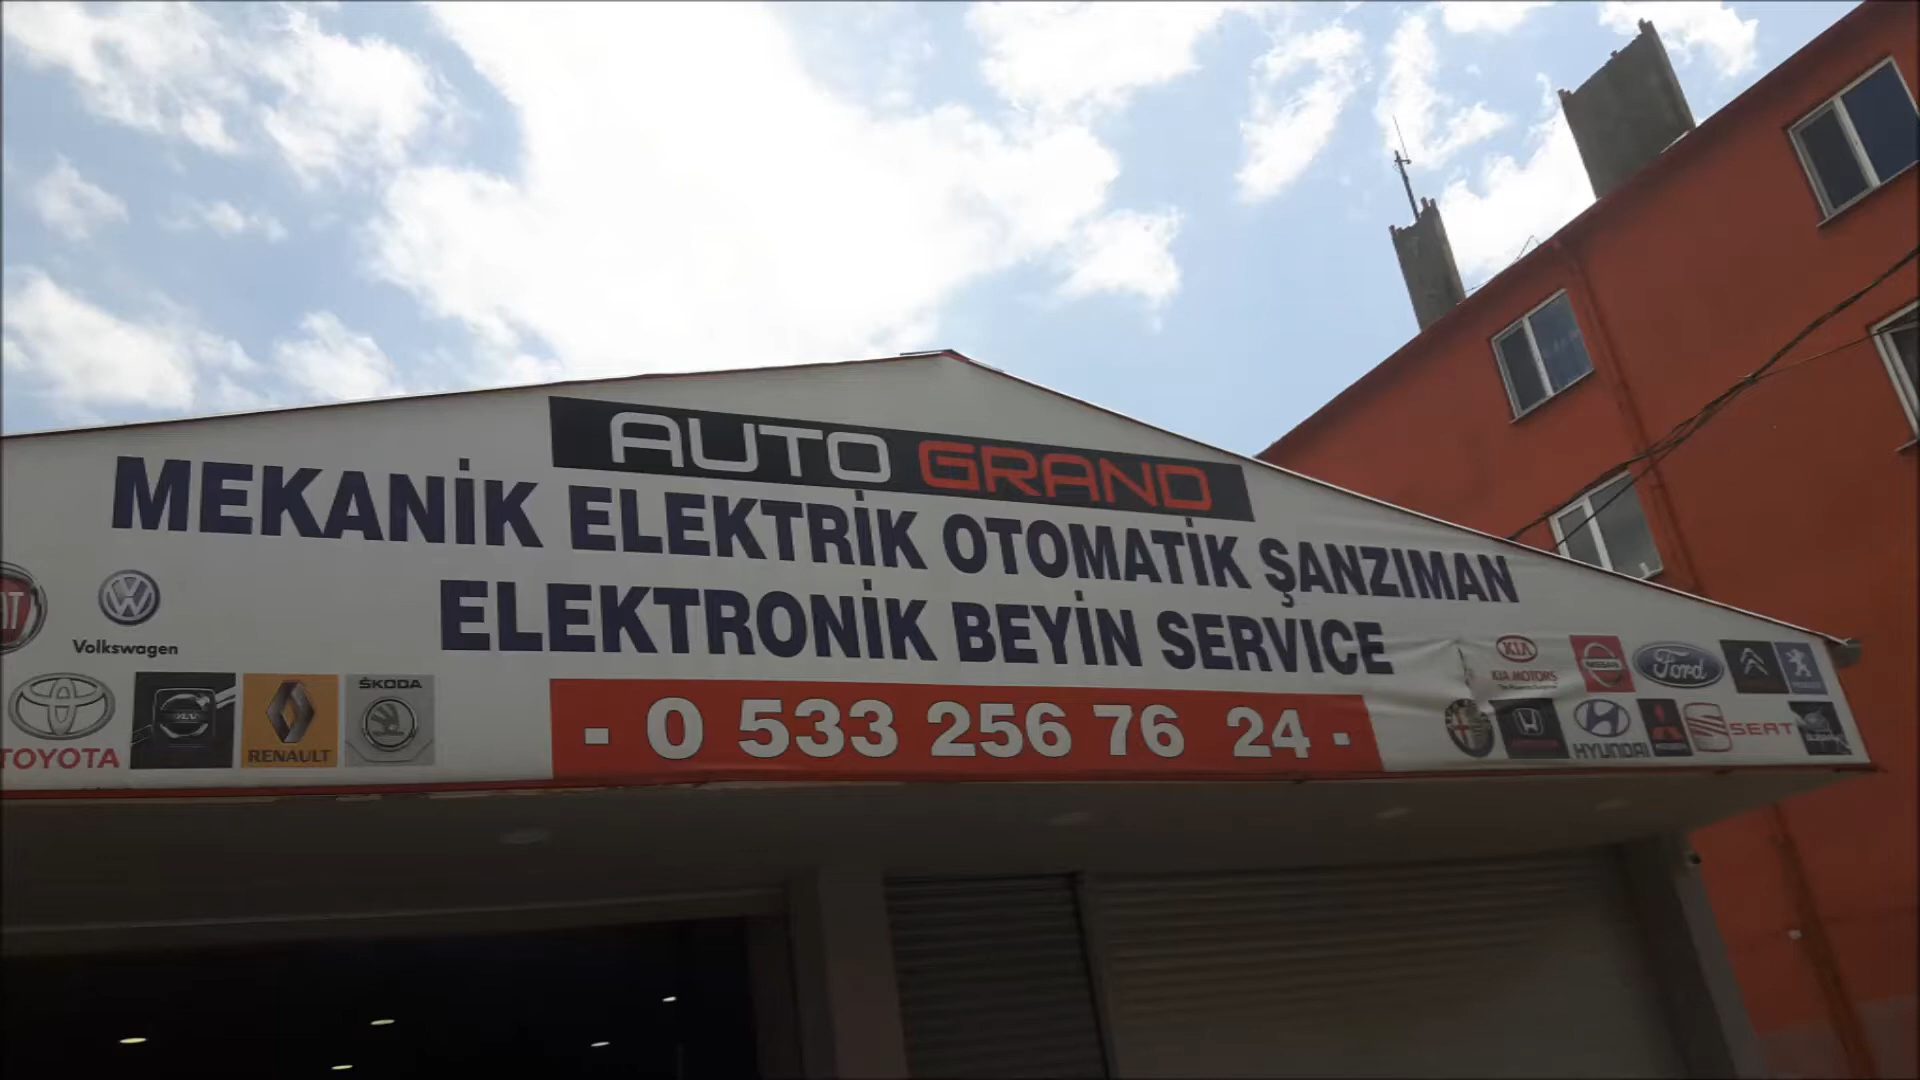 AUTO GRAND
MEKANİK ELEKTRİK OTOMATİK ŞANZIMAN
ELEKTRONİK BEYİN SERVICE
- 0 533 256 76 24 -
Volkswagen
TOYOTA
VOLVO
RENAULT
ŠKODA
KIA
KIA MOTORS
NISSAN
Ford
HYUNDAI
SEAT